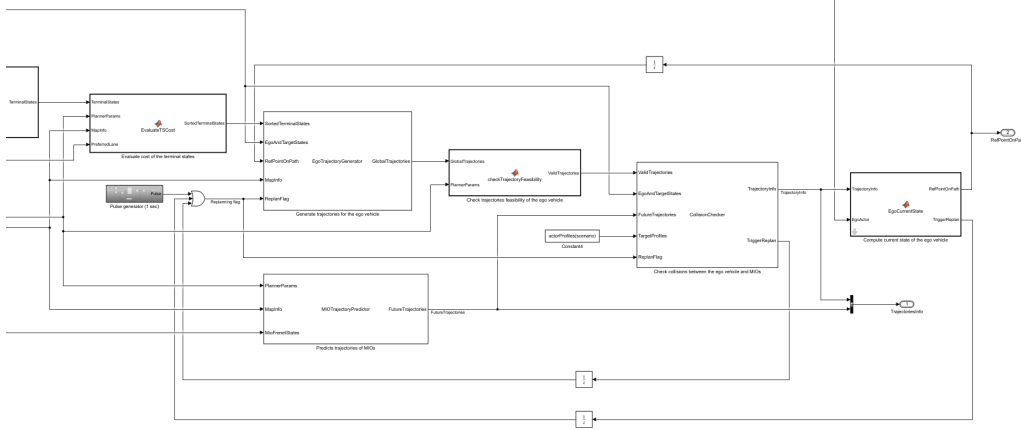 TerminalStates
TerminalStates
PlannerParams
MapInfo
PreferredLane
EvaluateTSCost
SortedTerminalStates
Evaluate cost of the terminal states
Pulse
Pulse generator (1 sec)
Replanning flag
SortedTerminalStates
EgoAndTargetStates
RefPointOnPath
MapInfo
ReplanFlag
EgoTrajectoryGenerator
GlobalTrajectories
Generate trajectories for the ego vehicle
GlobalTrajectories
PlannerParams
checkTrajectoryFeasibility
ValidTrajectories
Check trajectories feasibility of the ego vehicle
actorProfiles(scenario)
Constant4
ValidTrajectories
EgoAndTargetStates
FutureTrajectories
TargetProfiles
ReplanFlag
CollisionChecker
TrajectoryInfo
TriggerReplan
Check collisions between the ego vehicle and MIOs
TrajectoryInfo
TrajectoryInfo
EgoActor
EgoCurrentState
RefPointOnPath
TriggerReplan
Compute current state of the ego vehicle
2
RefPointOnPa
1
TrajectoriesInfo
PlannerParams
MapInfo
MioFrenetStates
MIOTrajectoryPredictor
FutureTrajectories
FutureTrajectories
Predicts trajectories of MIOs